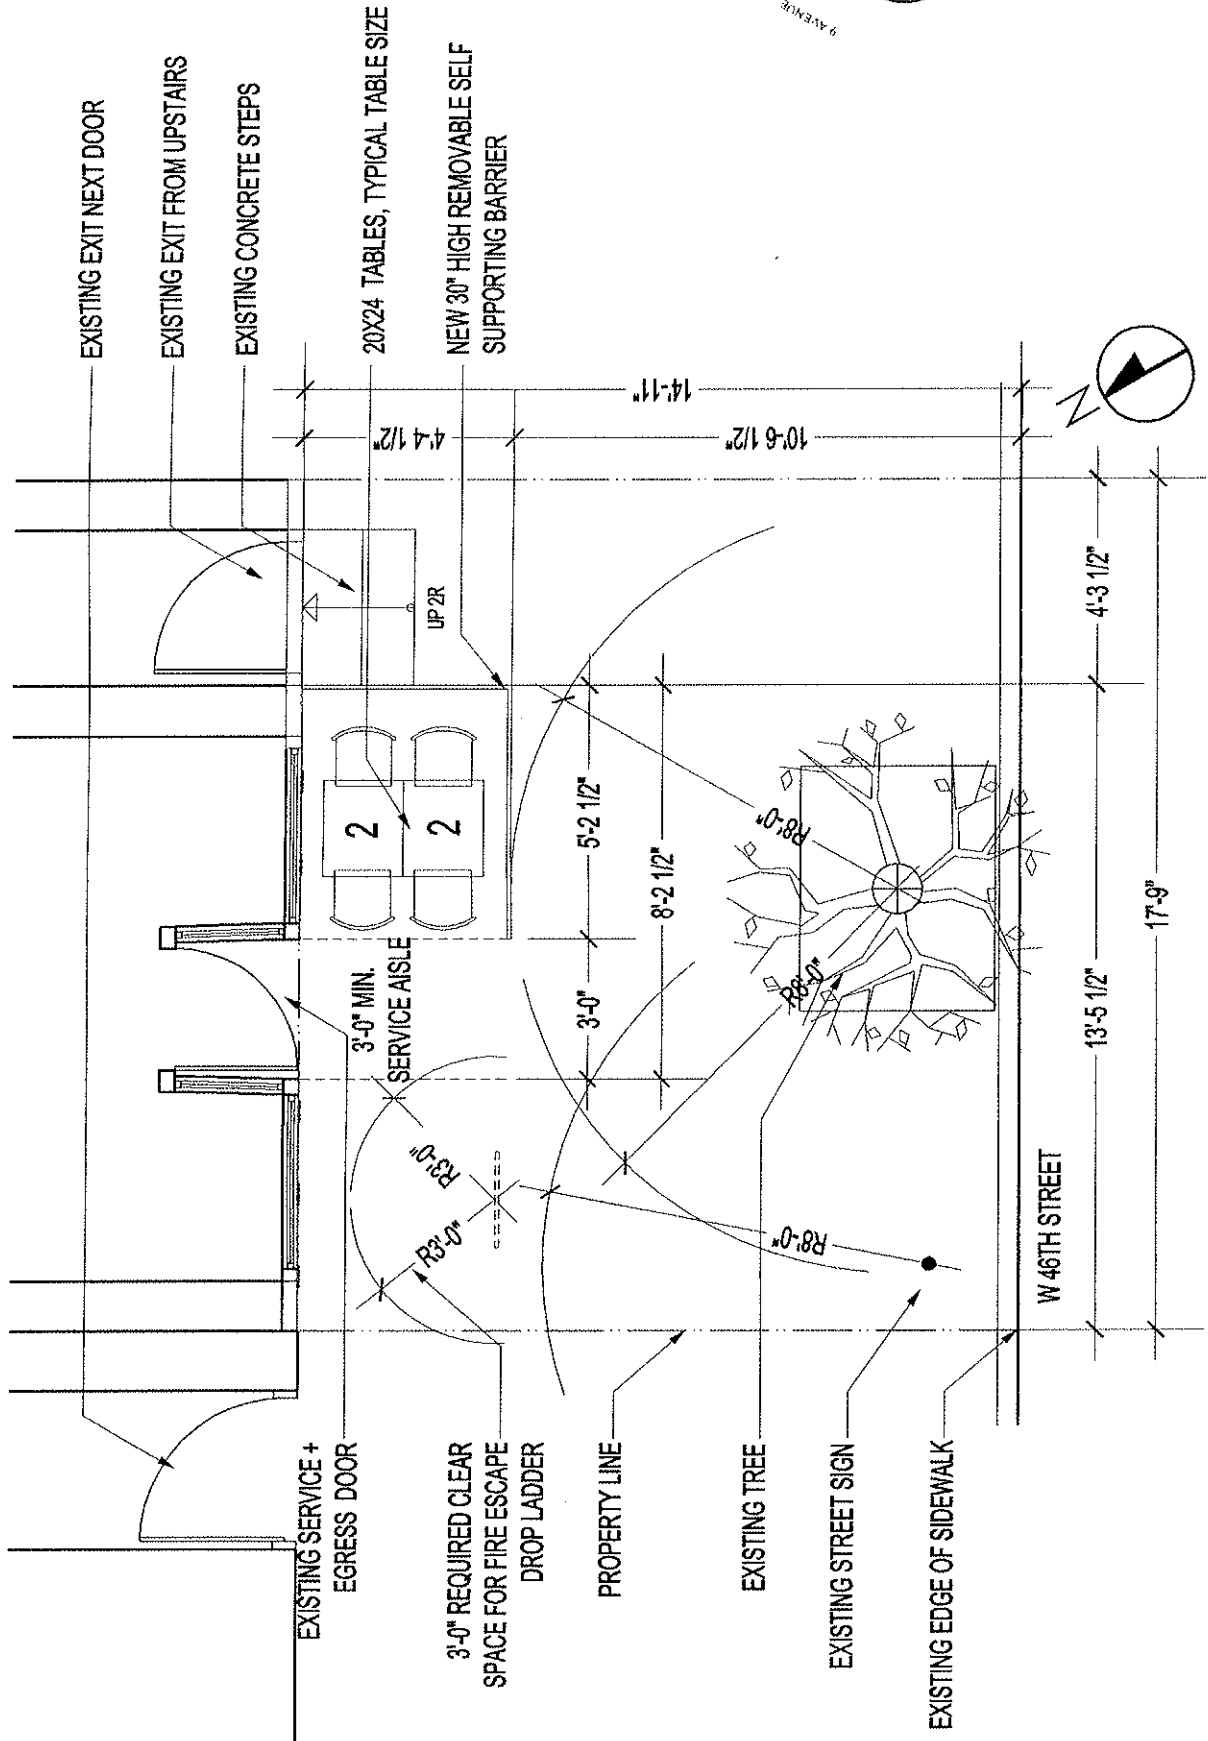 9 AVENUE
EXISTING EXIT NEXT DOOR
EXISTING EXIT FROM UPSTAIRS
EXISTING CONCRETE STEPS
20X24 TABLES, TYPICAL TABLE SIZE
NEW 30" HIGH REMOVABLE SELF
SUPPORTING BARRIER
14'-11"
4'-4 1/2"
10'-6 1/2"
N
UP 2R
2
2
5'-2 1/2"
8'-2 1/2"
3'-0"
3'-0" MIN.
SERVICE AISLE
R3'-0"
R3'-0"
R8'-0"
R8'-0"
R8'-0"
4'-3 1/2"
13'-5 1/2"
17'-9"
W 46TH STREET
EXISTING SERVICE +
EGRESS DOOR
3'-0" REQUIRED CLEAR
SPACE FOR FIRE ESCAPE
DROP LADDER
PROPERTY LINE
EXISTING TREE
EXISTING STREET SIGN
EXISTING EDGE OF SIDEWALK